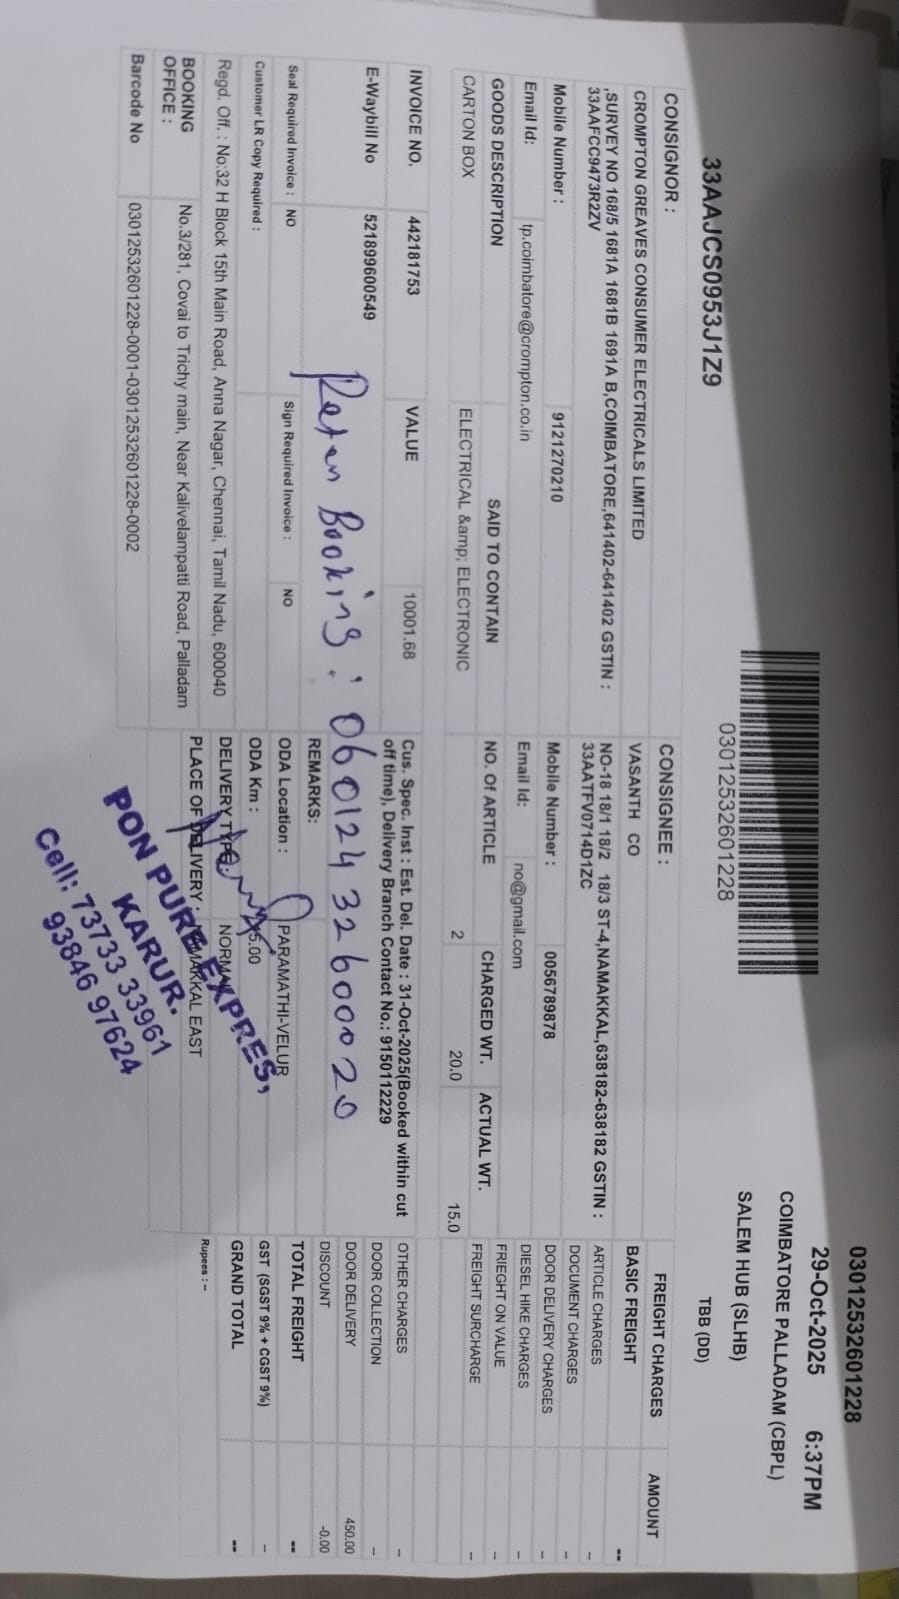 03012532601228
29-Oct-2025 6:37PM
COIMBATORE PALLADAM (CBPL)
SALEM HUB (SLHB)
TBB (DD)
03012532601228
33AAJCS0953J1Z9
CONSIGNOR :
CROMPTON GREAVES CONSUMER ELECTRICALS LIMITED
,SURVEY NO 168/5 1681A 1681B 1691A B,COIMBATORE,641402-641402 GSTIN :
33AAFCC9473R2ZV
Mobile Number : 9121270210
Email Id: tp.coimbatore@crompton.co.in
CONSIGNEE :
VASANTH CO
NO-18 18/1 18/2 18/3 ST-4,NAMAKKAL,638182-638182 GSTIN :
33AATFV0714D1ZC
Mobile Number : 0056789878
Email Id: no@gmail.com
GOODS DESCRIPTION SAID TO CONTAIN NO. Of ARTICLE CHARGED WT. ACTUAL WT.
CARTON BOX ELECTRICAL &amp; ELECTRONIC 2 20.0 15.0
INVOICE NO. 442181753 VALUE 10001.68
E-Waybill No 521899600549
Cus. Spec. Inst : Est. Del. Date : 31-Oct-2025(Booked within cut
off time), Delivery Branch Contact No.: 9150112229
Booking : 06012432600020
REMARKS:
Seal Required Invoice : NO Sign Required Invoice : NO
ODA Location : PARAMATHI-VELUR
Customer LR Copy Required :
ODA Km : 5.00
Regd. Off. : No:32 H Block 15th Main Road, Anna Nagar, Chennai, Tamil Nadu, 600040
DELIVERY TYPE: NORMAL
BOOKING
OFFICE :
No.3/281, Covai to Trichy main, Near Kalivelampatti Road, Palladam
PLACE OF DELIVERY : NAMAKKAL EAST
Barcode No 03012532601228-0001-03012532601228-0002
FREIGHT CHARGES AMOUNT
BASIC FREIGHT --
ARTICLE CHARGES --
DOCUMENT CHARGES --
DOOR DELIVERY CHARGES --
DIESEL HIKE CHARGES --
FRIEGHT ON VALUE --
FREIGHT SURCHARGE --
OTHER CHARGES --
DOOR COLLECTION --
DOOR DELIVERY 450.00
DISCOUNT -0.00
TOTAL FREIGHT --
GST (SGST 9% + CGST 9%) --
GRAND TOTAL --
Rupees : --
PON PURE EXPRES,
KARUR.
Cell: 73733 33961
93846 97624